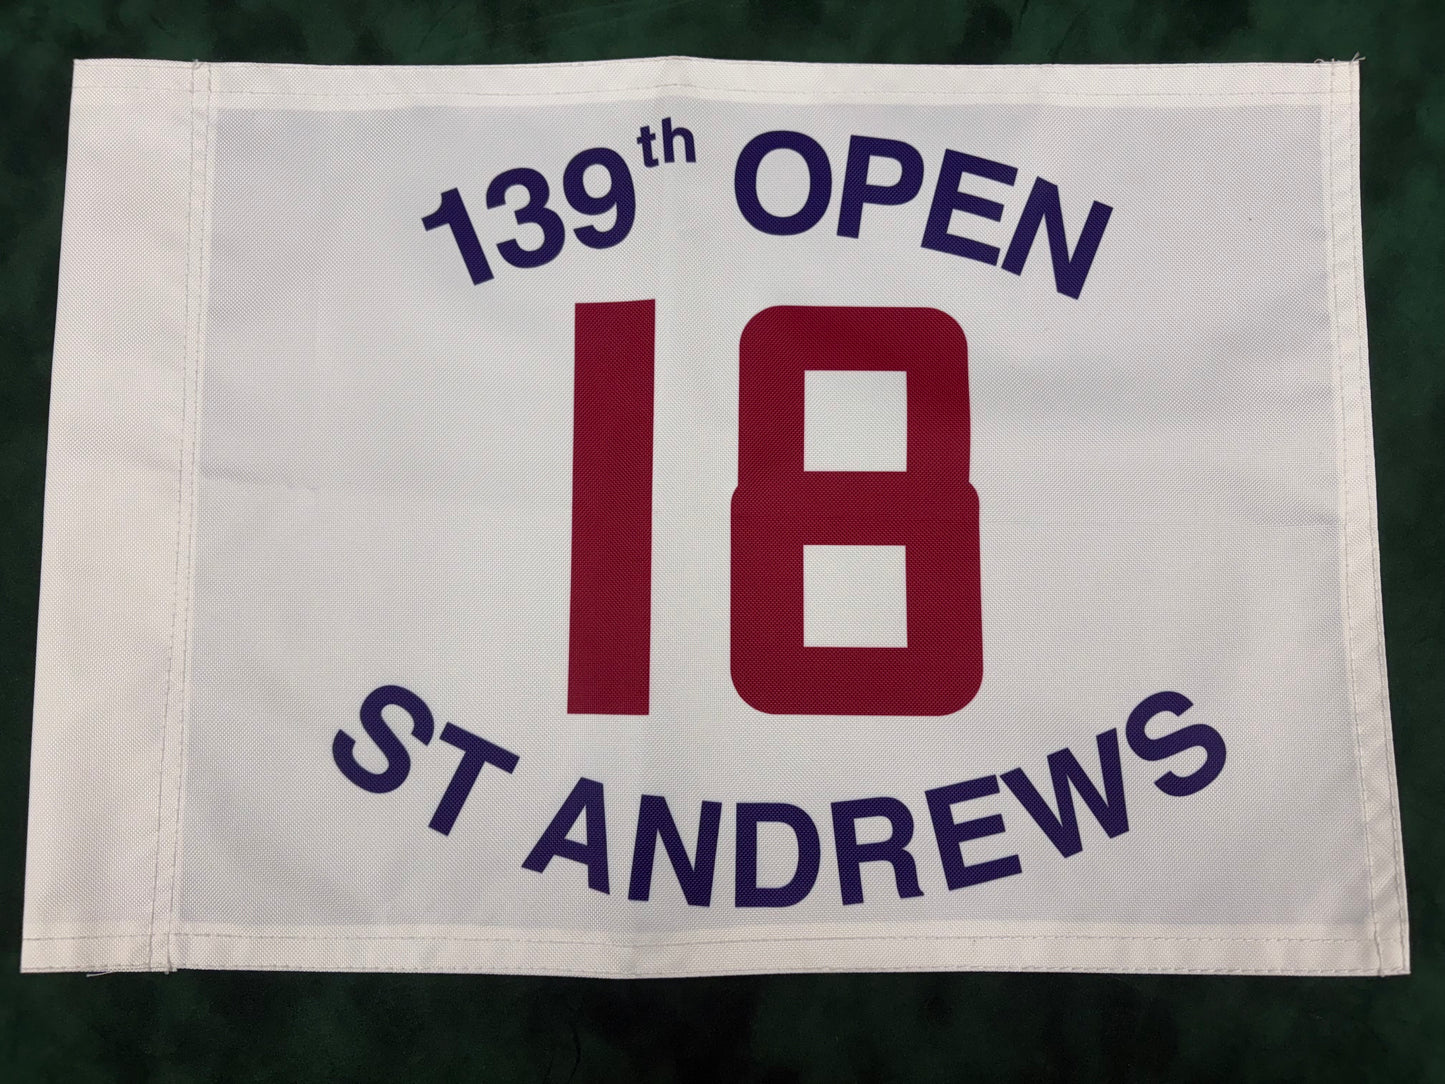 139th OPEN
18
ST ANDREWS